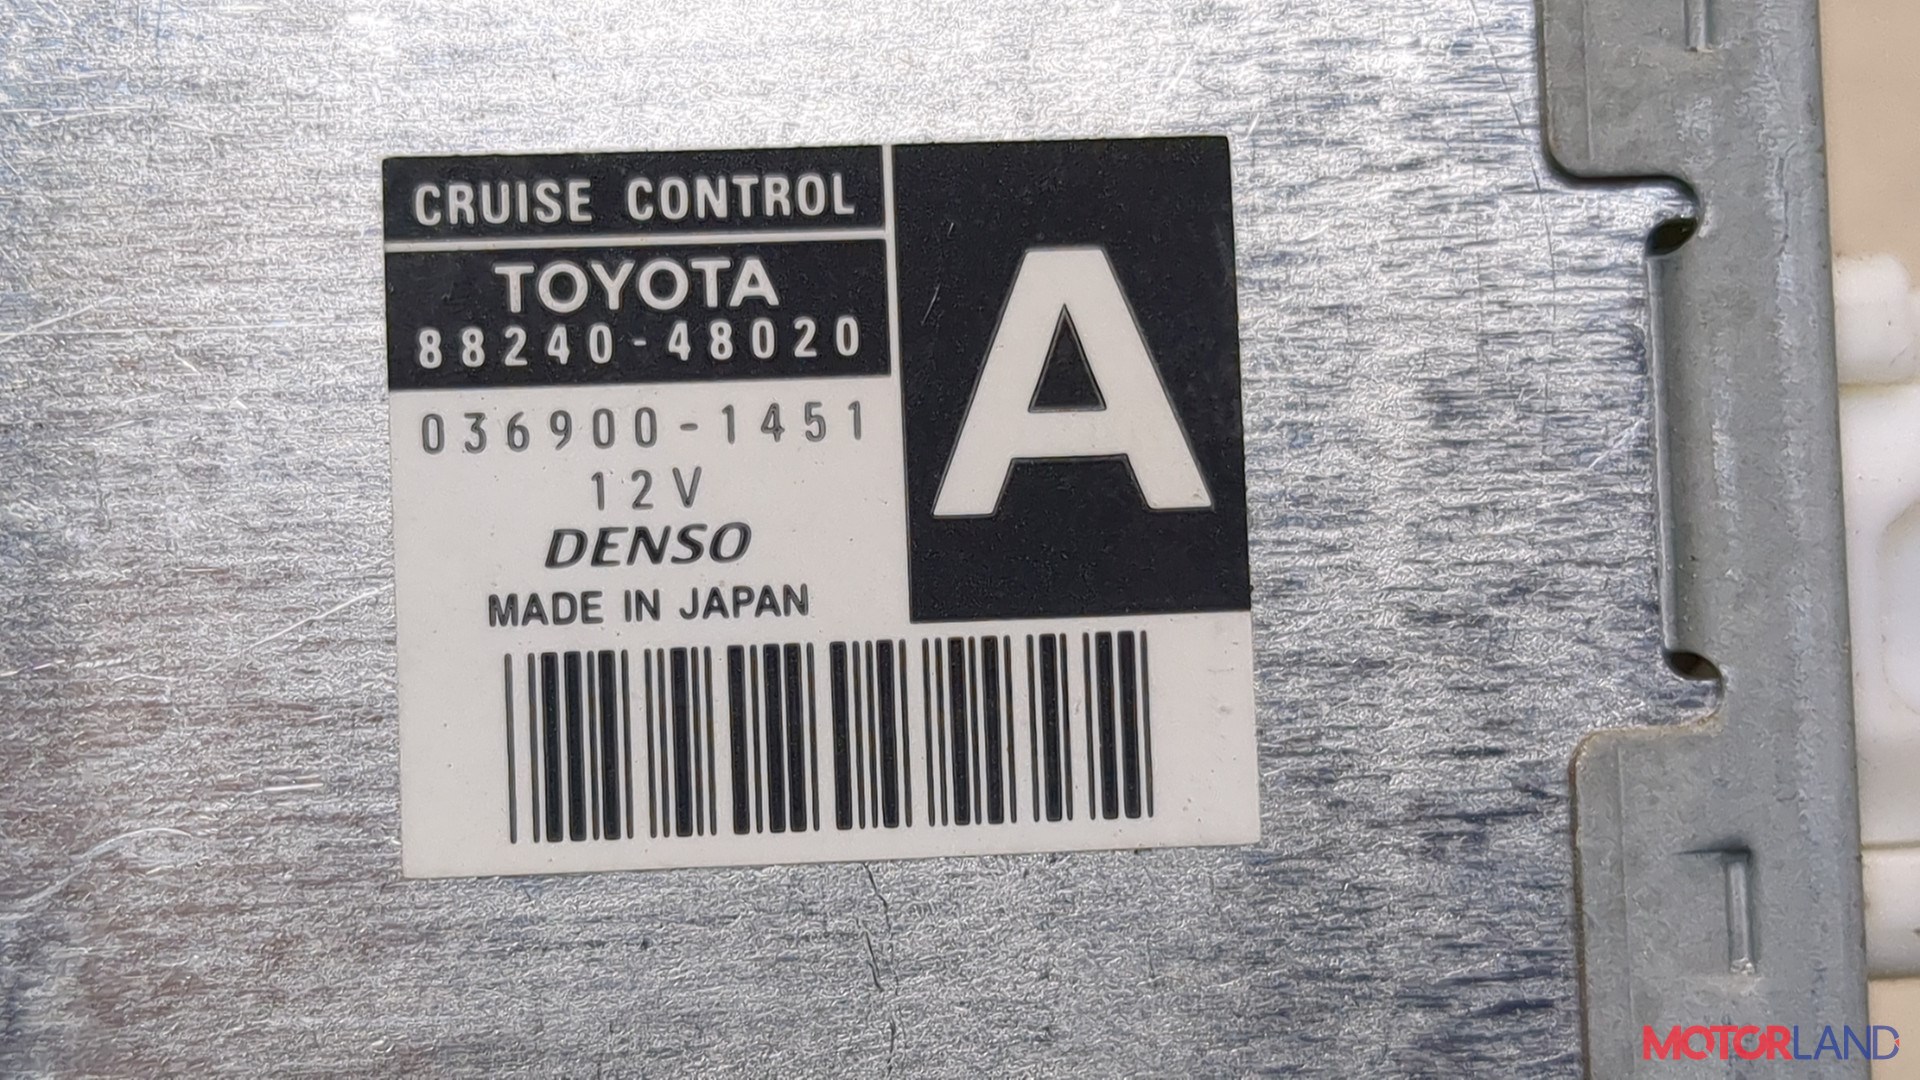 CRUISE CONTROL
TOYOTA
88240-48020
A
036900-1451
12V
DENSO
MADE IN JAPAN
MOTORLAND